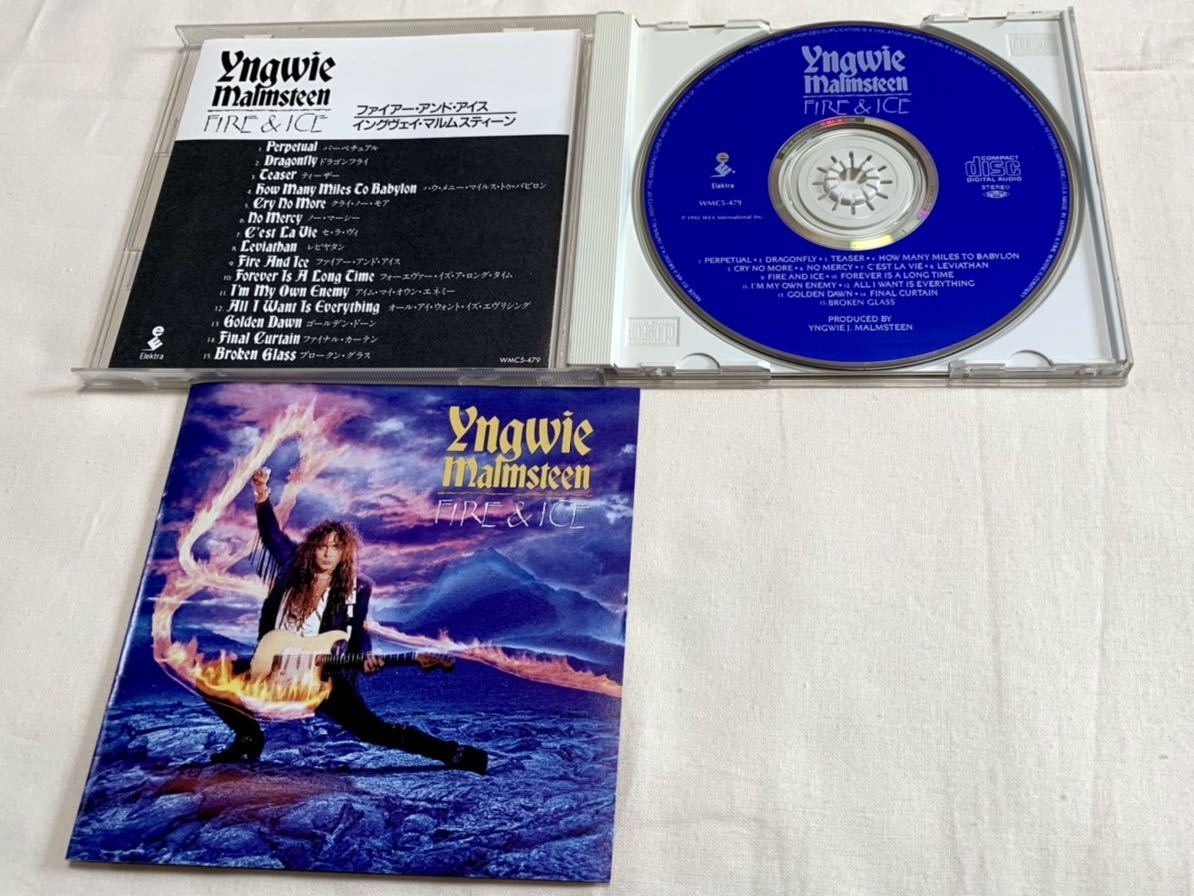 Yngwie
Malmsteen
FIRE & ICE
ファイアー・アンド・アイス
イングヴェイ・マルムスティーン
1. Perpetual パーペチュアル
2. Dragonfly ドラゴンフライ
3. Teaser ティーザー
4. How Many Miles To Babylon ハウ・メニー・マイルス・トゥ・バビロン
5. Cry No More クライ・ノー・モア
6. No Mercy ノー・マーシー
7. C'est La Vie セ・ラ・ヴィ
8. Leviathan レビヤタン
9. Fire And Ice ファイアー・アンド・アイス
10. Forever Is A Long Time フォーエヴァー・イズ・ア・ロング・タイム
11. I'm My Own Enemy アイム・マイ・オウン・エネミー
12. All I Want Is Everything オール・アイ・ウォント・イズ・エヴリシング
13. Golden Dawn ゴールデン・ドーン
14. Final Curtain ファイナル・カーテン
15. Broken Glass ブロークン・グラス
Elektra
WMC5-479
Yngwie
Malmsteen
FIRE & ICE
Elektra
WMC5-479
℗ 1992 WEA International Inc.
COMPACT
disc
DIGITAL AUDIO
STEREO
1. PERPETUAL • 2. DRAGONFLY • 3. TEASER • 4. HOW MANY MILES TO BABYLON
5. CRY NO MORE • 6. NO MERCY • 7. C'EST LA VIE • 8. LEVIATHAN
9. FIRE AND ICE • 10. FOREVER IS A LONG TIME
11. I'M MY OWN ENEMY • 12. ALL I WANT IS EVERYTHING
13. GOLDEN DAWN • 14. FINAL CURTAIN
15. BROKEN GLASS
PRODUCED BY
YNGWIE J. MALMSTEEN
Yngwie
Malmsteen
FIRE & ICE